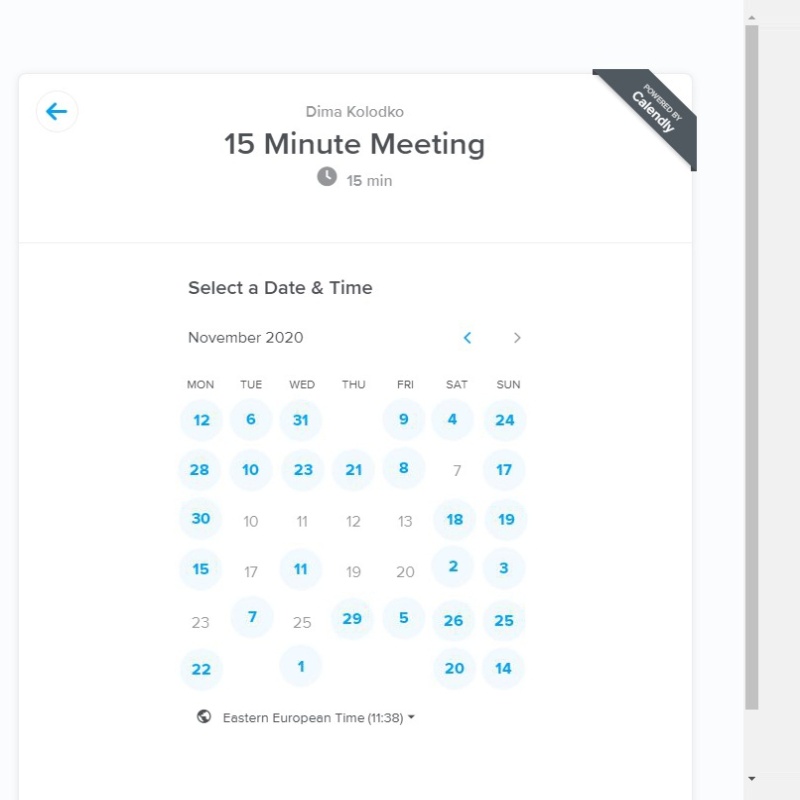 POWERED BY
Calendly
Dima Kolodko
15 Minute Meeting
15 min
Select a Date & Time
November 2020
MON TUE WED THU FRI SAT SUN
12 6 31 9 4 24
28 10 23 21 8 7 17
30 10 11 12 13 18 19
15 17 11 19 20 2 3
23 7 25 29 5 26 25
22 1 20 14
Eastern European Time (11:38)